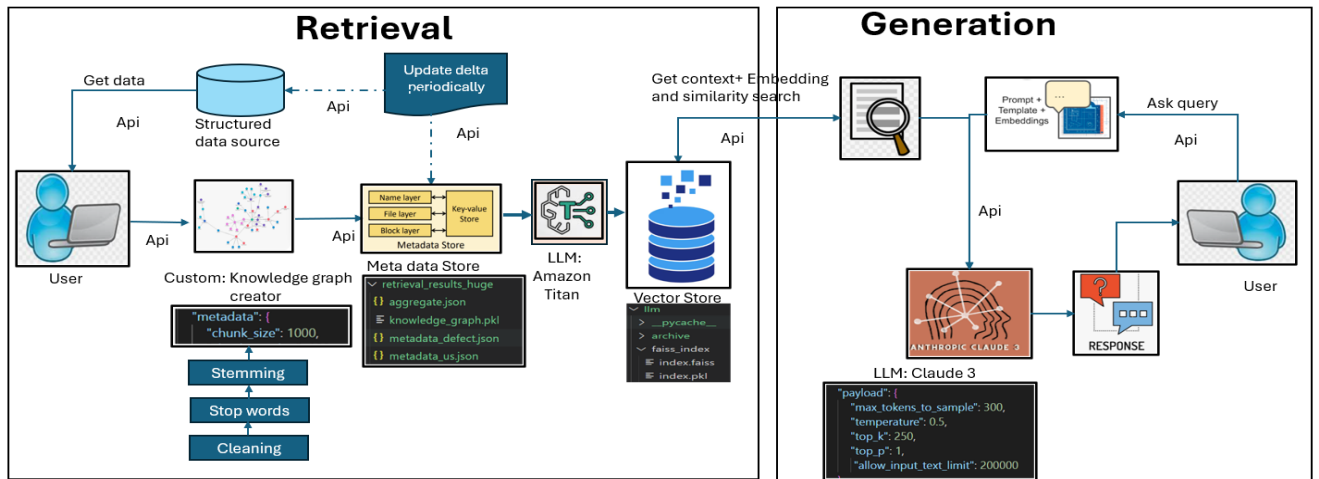 Retrieval
Get data
Api
Structured
data source
Api
Update delta
periodically
Api
User
Api
Custom: Knowledge graph
creator
"metadata": {
"chunk_size": 1000,
Stemming
Stop words
Cleaning
Api
Name layer
File layer
Block layer
Key-value
Store
Metadata Store
Meta data Store
retrieval_results_huge
{} aggregate.json
knowledge_graph.pkl
{} metadata_defect.json
{} metadata_us.json
T
LLM:
Amazon
Titan
Vector Store
llm
> __pycache__
> archive
faiss_index
index.faiss
index.pkl
Generation
Get context+ Embedding
and similarity search
Api
Prompt +
Template +
Embeddings
...
Ask query
Api
Api
User
ANTHROPIC CLAUDE 3
LLM: Claude 3
?
RESPONSE
"payload": {
"max_tokens_to_sample": 300,
"temperature": 0.5,
"top_k": 250,
"top_p": 1,
"allow_input_text_limit": 200000